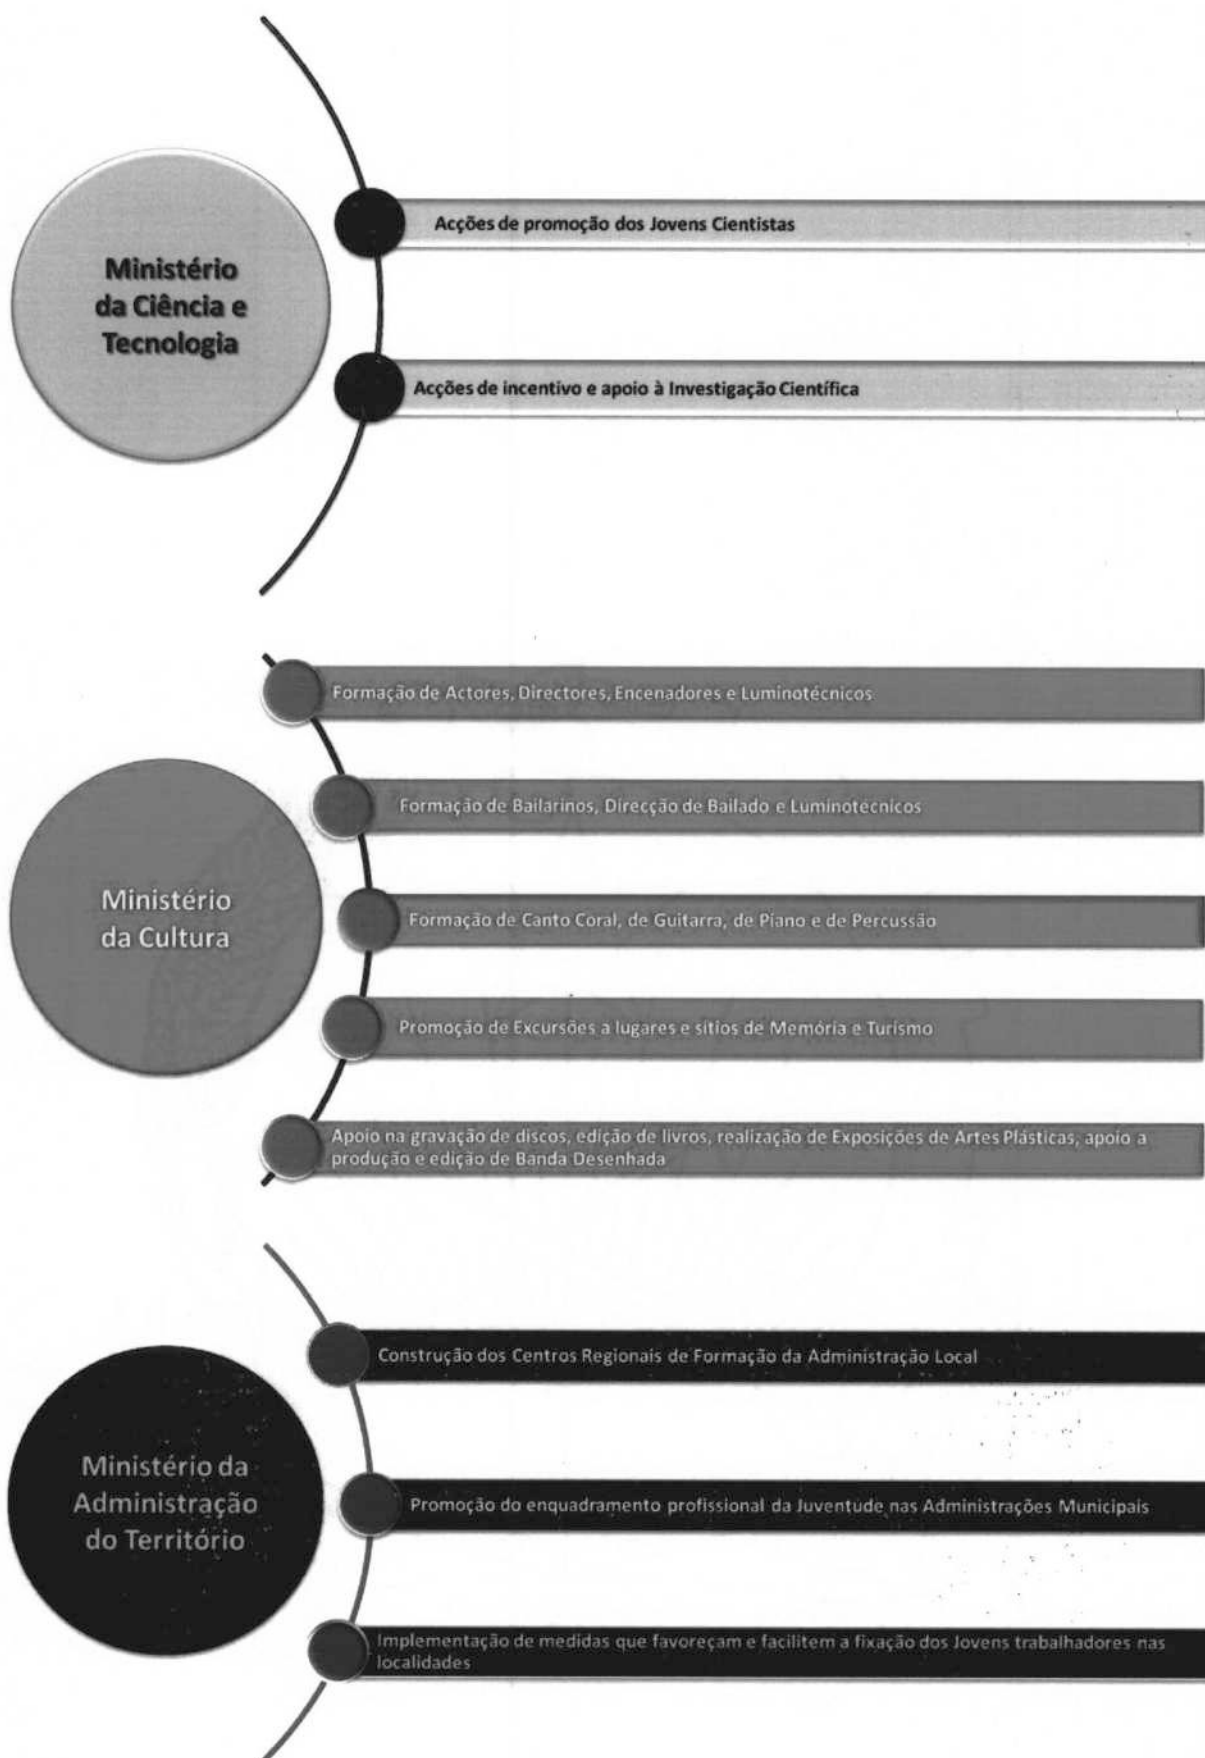 Ministério
da Ciência e
Tecnologia
Acções de promoção dos Jovens Cientistas
Acções de incentivo e apoio à Investigação Científica
Ministério
da Cultura
Formação de Actores, Directores, Encenadores e Luminotécnicos
Formação de Bailarinos, Direcção de Bailado e Luminotécnicos
Formação de Canto Coral, de Guitarra, de Piano e de Percussão
Promoção de Excursões a lugares e sítios de Memória e Turismo
Apoio na gravação de discos, edição de livros, realização de Exposições de Artes Plásticas, apoio a
produção e edição de Banda Desenhada
Ministério da
Administração
do Território
Construção dos Centros Regionais de Formação da Administração Local
Promoção do enquadramento profissional da Juventude nas Administrações Municipais
Implementação de medidas que favoreçam e facilitem a fixação dos Jovens trabalhadores nas
localidades